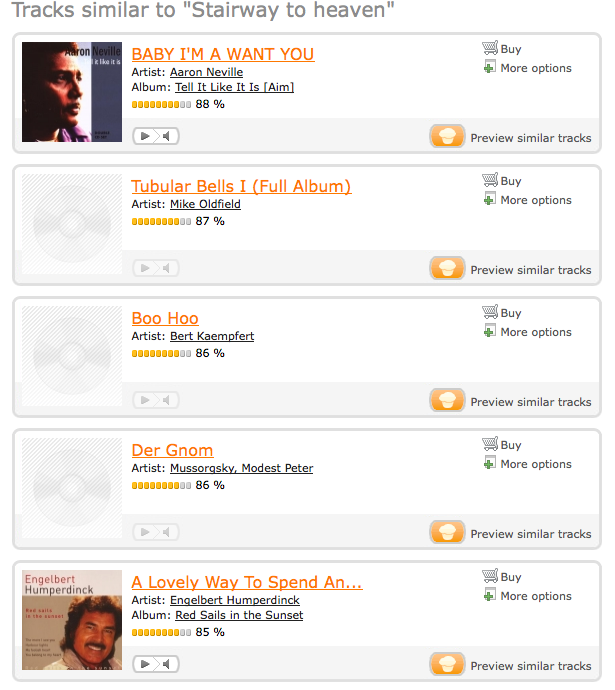 Tracks similar to "Stairway to heaven"
Aaron Neville
tell it like it is
BABY I'M A WANT YOU
Artist: Aaron Neville
Album: Tell It Like It Is [Aim]
88 %
Buy
More options
Preview similar tracks
Tubular Bells I (Full Album)
Artist: Mike Oldfield
87 %
Buy
More options
Preview similar tracks
Boo Hoo
Artist: Bert Kaempfert
86 %
Buy
More options
Preview similar tracks
Der Gnom
Artist: Mussorgsky, Modest Peter
86 %
Buy
More options
Preview similar tracks
Engelbert
Humperdinck
Red sails
in the sunset
A Lovely Way To Spend An...
Artist: Engelbert Humperdinck
Album: Red Sails in the Sunset
85 %
Buy
More options
Preview similar tracks